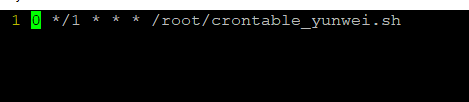 1 0 */1 * * * /root/crontable_yunwei.sh